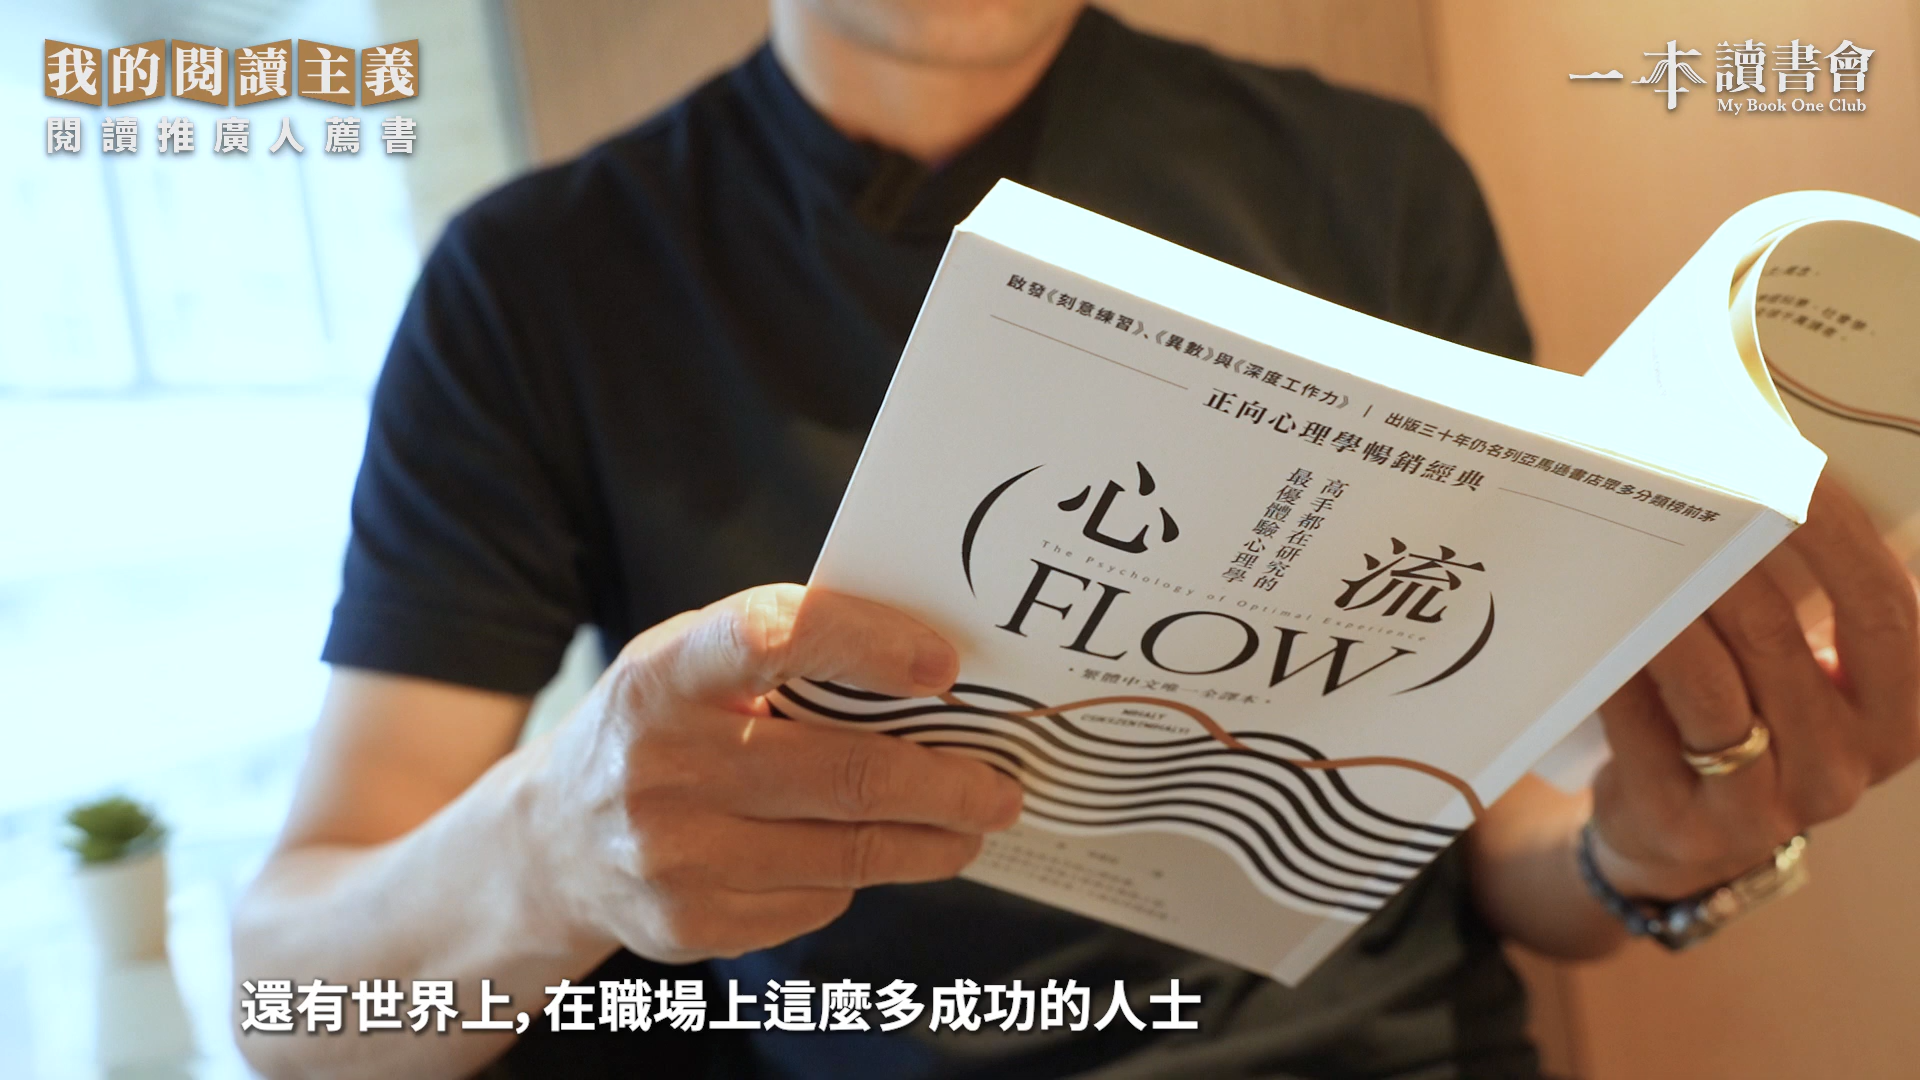 我的閱讀主義
閱讀推廣人薦書
一本讀書會
My Book One Club
啟發《刻意練習》、《異數》與《深度工作力》｜出版三十年仍名列亞馬遜書店眾多分類榜前茅
正向心理學暢銷經典
心流
高手都在研究的
最優體驗心理學
The Psychology of Optimal Experience
FLOW
・繁體中文唯一全譯本・
MIHALY
CSIKSZENTMIHALYI
還有世界上，在職場上這麼多成功的人士